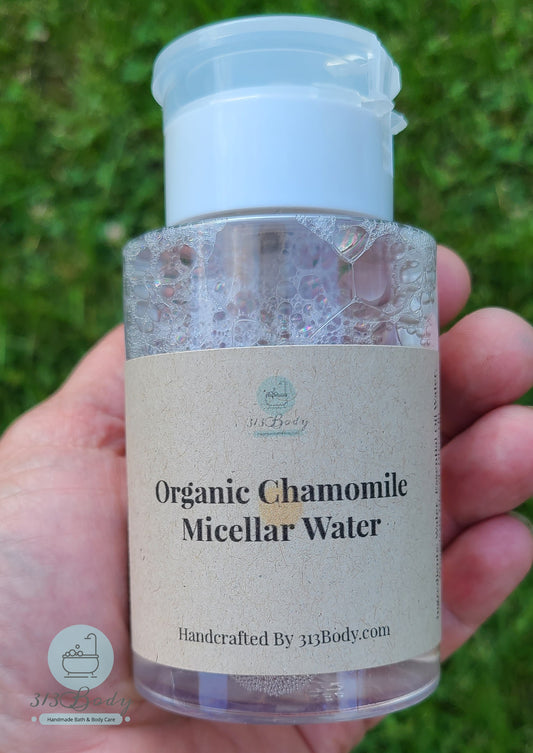 313Body
Organic Chamomile
Micellar Water
Handcrafted By 313Body.com
313Body
Handmade Bath & Body Care